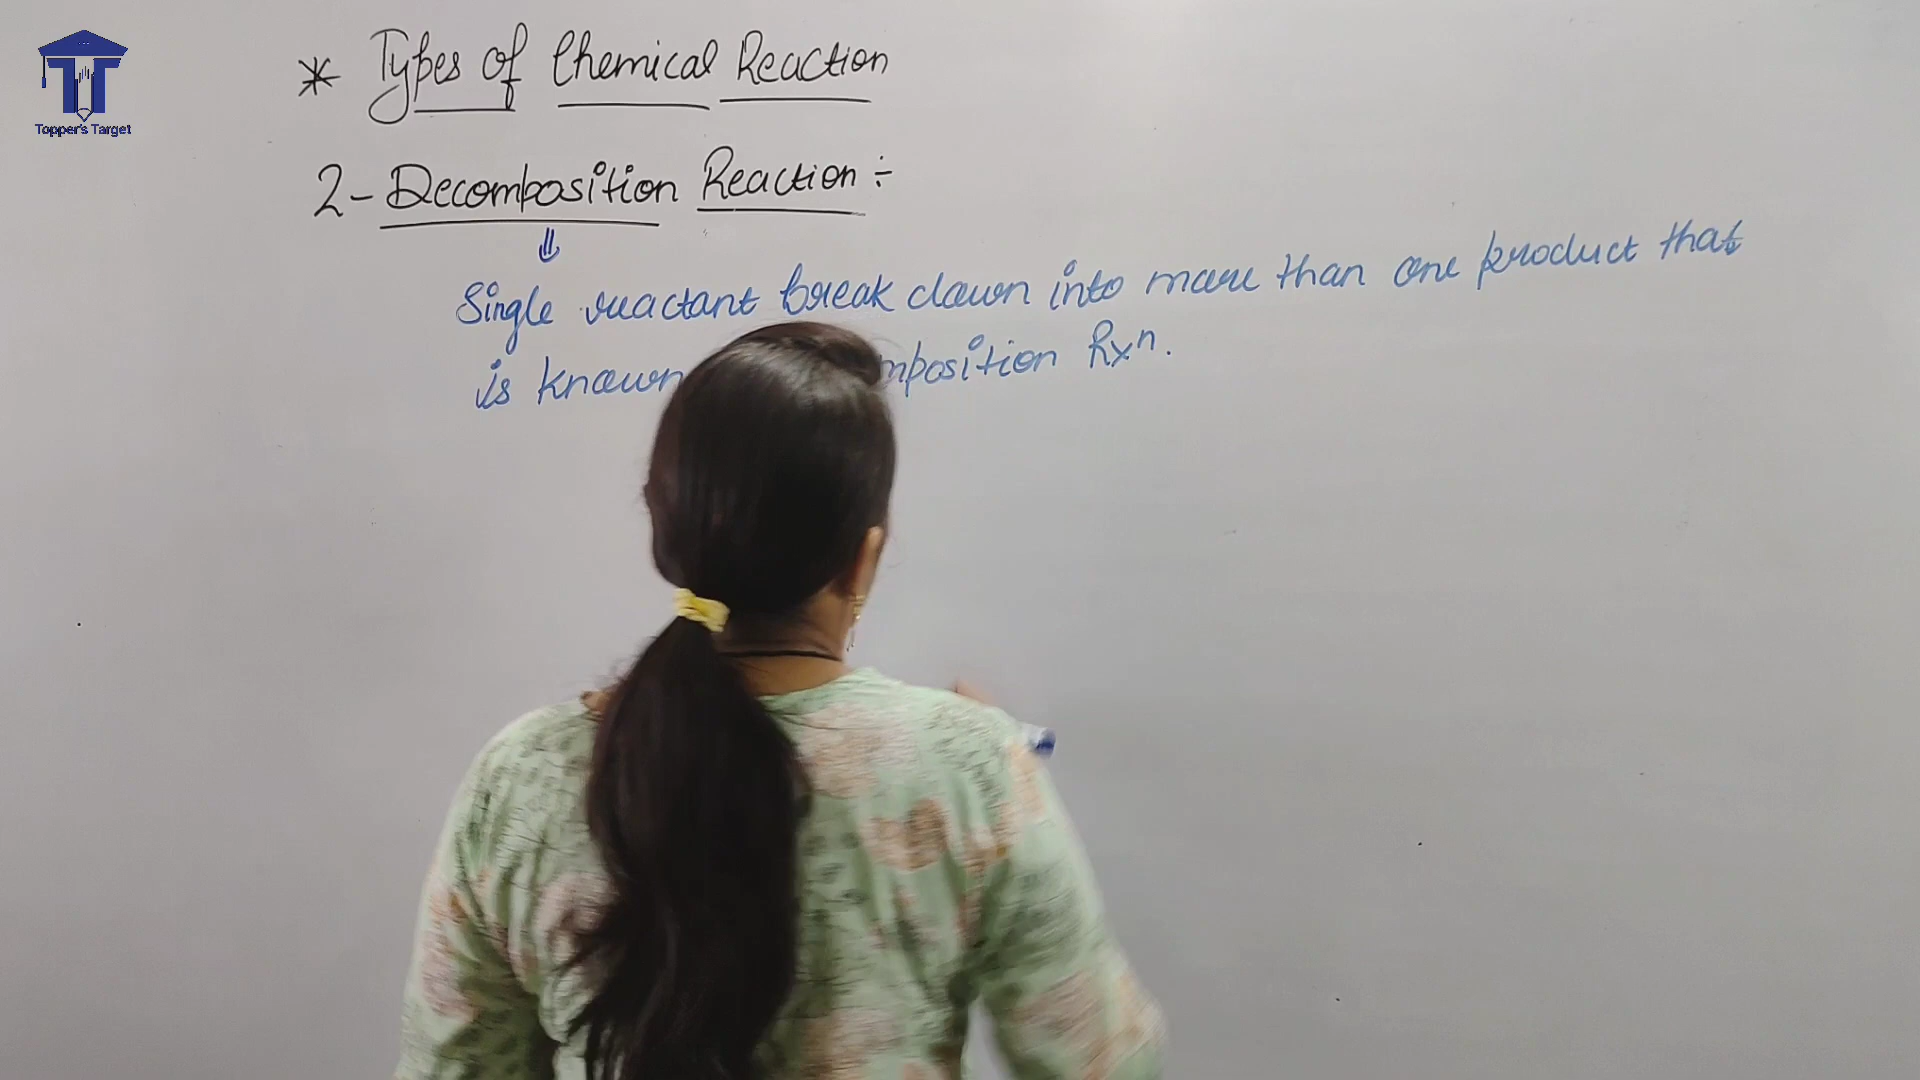 Topper's Target
* Types of Chemical Reaction
2- Decomposition Reaction ÷
⇓
Single reactant break down into more than one product that
is known mposition Rxn.